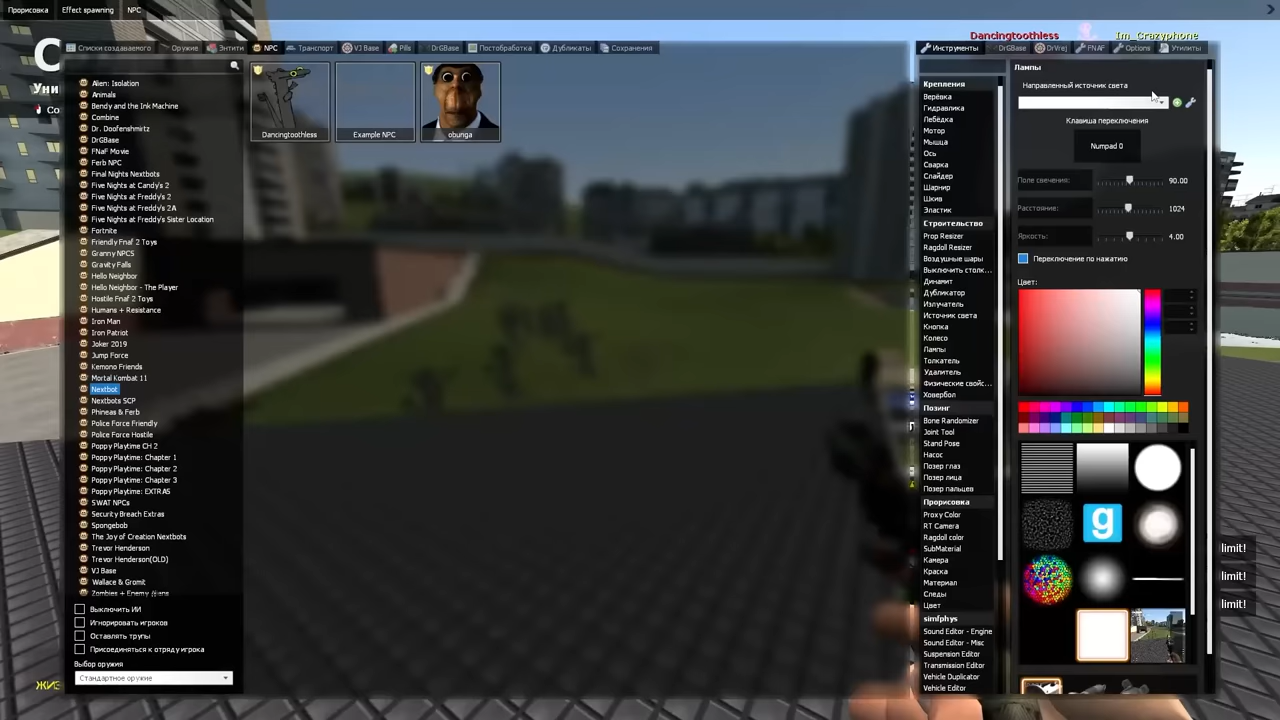 Прорисовка Effect spawning NPC
Dancingtoothless Im_Crazyphone
Списки создаваемого Оружие Энтити NPC Транспорт VJ Base Pills DrGBase Постобработка Дубликаты Сохранения
Alien: Isolation
Animals
Bendy and the Ink Machine
Combine
Dr. Doofenshmirtz
DrGBase
FNaF Movie
Ferb NPC
Final Nights Nextbots
Five Nights at Candy's 2
Five Nights at Freddy's 2
Five Nights at Freddy's 2A
Five Nights at Freddy's Sister Location
Fortnite
Friendly Fnaf 2 Toys
Granny NPCS
Gravity Falls
Hello Neighbor
Hello Neighbor - The Player
Hostile Fnaf 2 Toys
Humans + Resistance
Iron Man
Iron Patriot
Joker 2019
Jump Force
Kemono Friends
Mortal Kombat 11
Nextbot
Nextbots SCP
Phineas & Ferb
Police Force Friendly
Police Force Hostile
Poppy Playtime CH 2
Poppy Playtime: Chapter 1
Poppy Playtime: Chapter 2
Poppy Playtime: Chapter 3
Poppy Playtime: EXTRAS
SWAT NPCs
Security Breach Extras
Spongebob
The Joy of Creation Nextbots
Trevor Henderson
Trevor Henderson(OLD)
VJ Base
Wallace & Gromit
Zombies + Enemy Aliens
Выключить ИИ
Игнорировать игроков
Оставлять трупы
Присоединяться к отряду игрока
Выбор оружия
Стандартное оружие
Dancingtoothless Example NPC obunga
Инструменты DrGBase DrVrej FNAF Options Утилиты
Крепления
Верёвка
Гидравлика
Лебёдка
Мотор
Мышца
Ось
Сварка
Слайдер
Шарнир
Шкив
Эластик
Строительство
Prop Resizer
Ragdoll Resizer
Воздушные шары
Выключить столк...
Динамит
Дубликатор
Излучатель
Источник света
Кнопка
Колесо
Лампы
Толкатель
Удалитель
Физические свойс...
Ховербол
Позинг
Bone Randomizer
Joint Tool
Stand Pose
Насос
Позер глаз
Позер лица
Позер пальцев
Прорисовка
Proxy Color
RT Camera
Ragdoll color
SubMaterial
Камера
Краска
Материал
Следы
Цвет
simfphys
Sound Editor - Engine
Sound Editor - Misc
Suspension Editor
Transmission Editor
Vehicle Duplicator
Vehicle Editor
Лампы
Направленный источник света
Клавиша переключения
Numpad 0
Поле свечения: 90.00
Расстояние: 1024
Яркость: 4.00
Переключение по нажатию
Цвет:
g
limit!
limit!
limit!